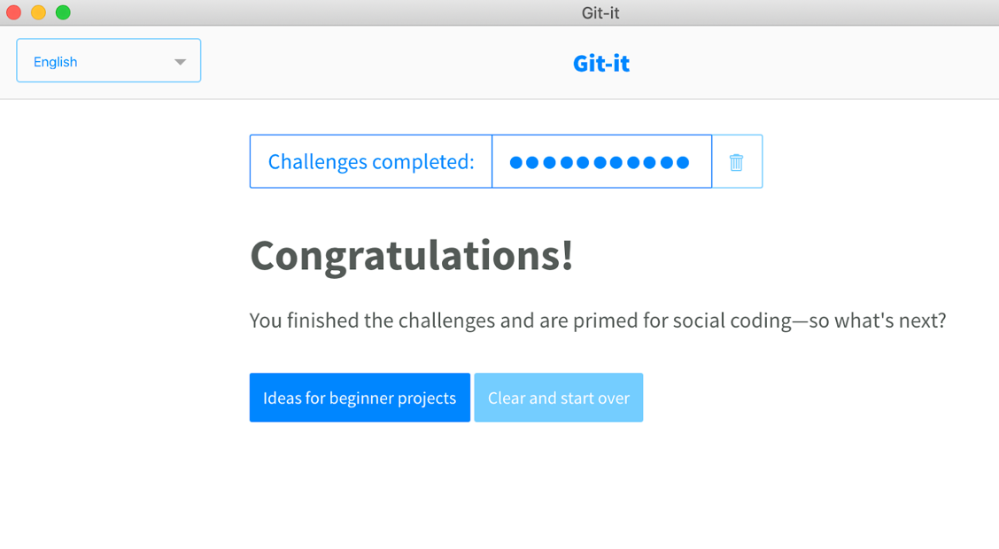 Git-it
English
Git-it
Challenges completed:
Congratulations!
You finished the challenges and are primed for social coding—so what's next?
Ideas for beginner projects
Clear and start over